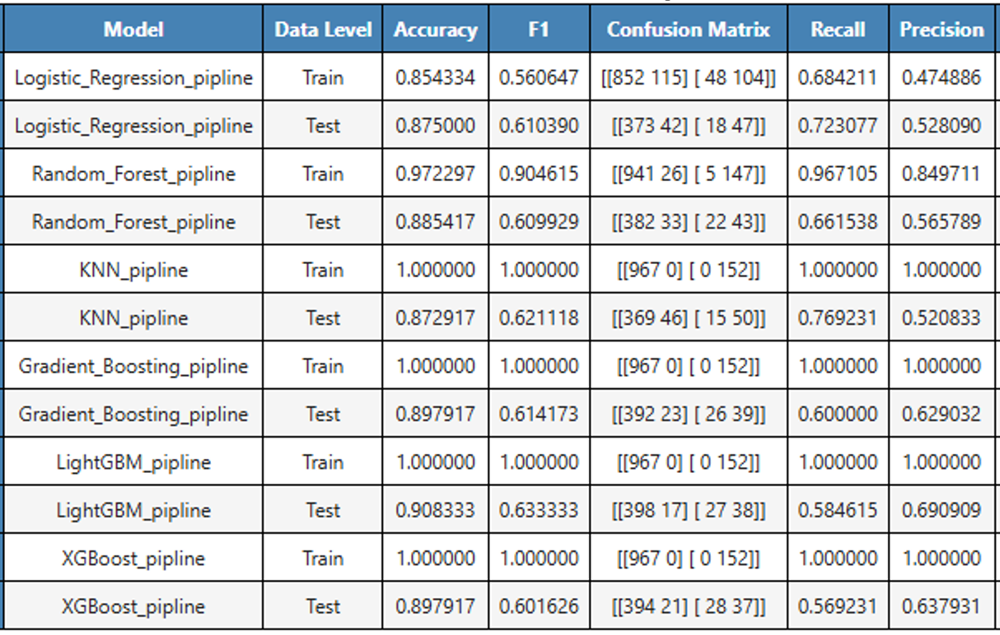 Model Data Level Accuracy F1 Confusion Matrix Recall Precision
Logistic_Regression_pipline Train 0.854334 0.560647 [[852 115] [ 48 104]] 0.684211 0.474886
Logistic_Regression_pipline Test 0.875000 0.610390 [[373 42] [ 18 47]] 0.723077 0.528090
Random_Forest_pipline Train 0.972297 0.904615 [[941 26] [ 5 147]] 0.967105 0.849711
Random_Forest_pipline Test 0.885417 0.609929 [[382 33] [ 22 43]] 0.661538 0.565789
KNN_pipline Train 1.000000 1.000000 [[967 0] [ 0 152]] 1.000000 1.000000
KNN_pipline Test 0.872917 0.621118 [[369 46] [ 15 50]] 0.769231 0.520833
Gradient_Boosting_pipline Train 1.000000 1.000000 [[967 0] [ 0 152]] 1.000000 1.000000
Gradient_Boosting_pipline Test 0.897917 0.614173 [[392 23] [ 26 39]] 0.600000 0.629032
LightGBM_pipline Train 1.000000 1.000000 [[967 0] [ 0 152]] 1.000000 1.000000
LightGBM_pipline Test 0.908333 0.633333 [[398 17] [ 27 38]] 0.584615 0.690909
XGBoost_pipline Train 1.000000 1.000000 [[967 0] [ 0 152]] 1.000000 1.000000
XGBoost_pipline Test 0.897917 0.601626 [[394 21] [ 28 37]] 0.569231 0.637931